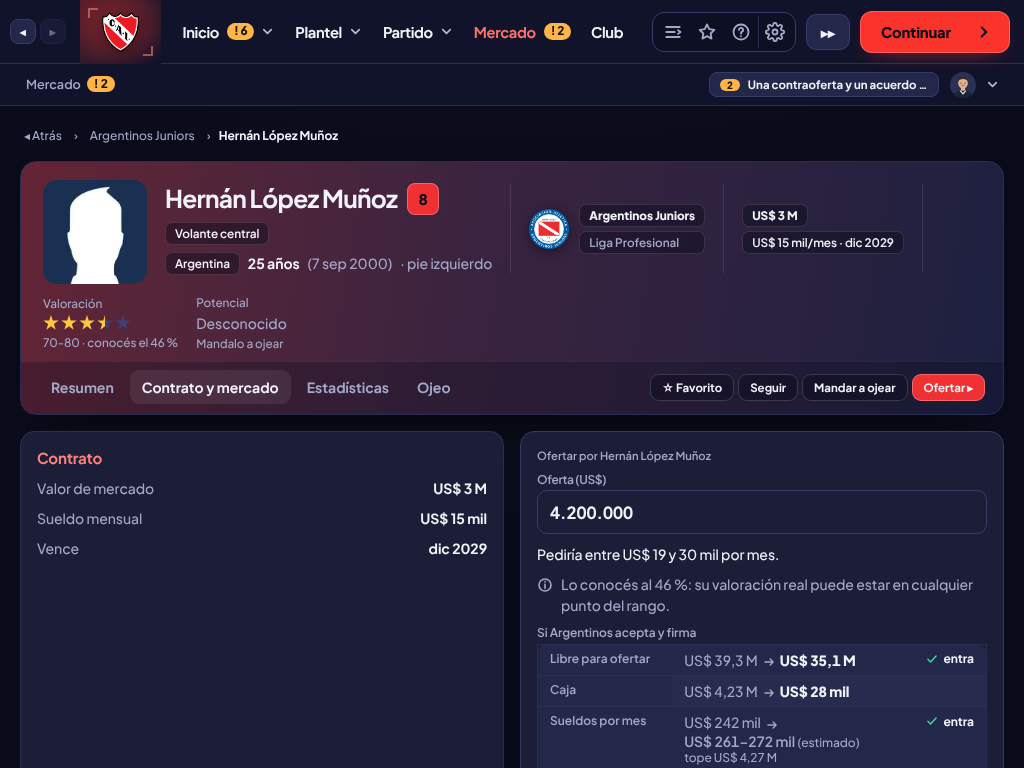 Inicio ! 6 Plantel Partido Mercado ! 2 Club Continuar
Mercado ! 2
2 Una contraoferta y un acuerdo ...
◂ Atrás › Argentinos Juniors › Hernán López Muñoz
Hernán López Muñoz 8
Volante central
Argentina 25 años (7 sep 2000) · pie izquierdo
Argentinos Juniors
Liga Profesional
US$ 3 M
US$ 15 mil/mes · dic 2029
Valoración
70-80 · conocés el 46 %
Potencial
Desconocido
Mandalo a ojear
Resumen Contrato y mercado Estadísticas Ojeo
☆ Favorito Seguir Mandar a ojear Ofertar ▸
Contrato
Valor de mercado US$ 3 M
Sueldo mensual US$ 15 mil
Vence dic 2029
Ofertar por Hernán López Muñoz
Oferta (US$)
4.200.000
Pediría entre US$ 19 y 30 mil por mes.
Lo conocés al 46 %: su valoración real puede estar en cualquier
punto del rango.
Si Argentinos acepta y firma
Libre para ofertar US$ 39,3 M → US$ 35,1 M ✓ entra
Caja US$ 4,23 M → US$ 28 mil
Sueldos por mes US$ 242 mil → ✓ entra
US$ 261–272 mil (estimado)
tope US$ 4,27 M